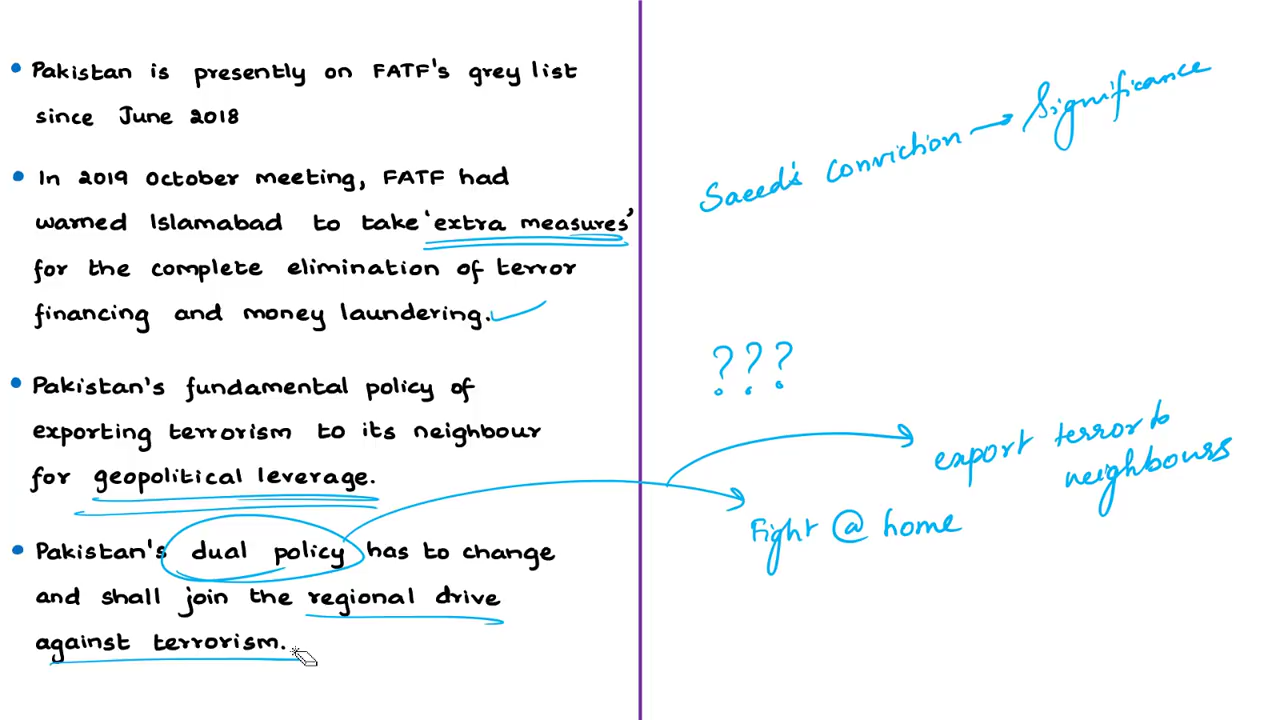 Pakistan is presently on FATF's grey list
since June 2018
In 2019 October meeting, FATF had
warned Islamabad to take 'extra measures'
for the complete elimination of terror
financing and money laundering.
Pakistan's fundamental policy of
exporting terrorism to its neighbour
for geopolitical leverage.
Pakistan's dual policy has to change
and shall join the regional drive
against terrorism.
Saeed's conviction → Significance
???
export terror to
neighbours
Fight @ home